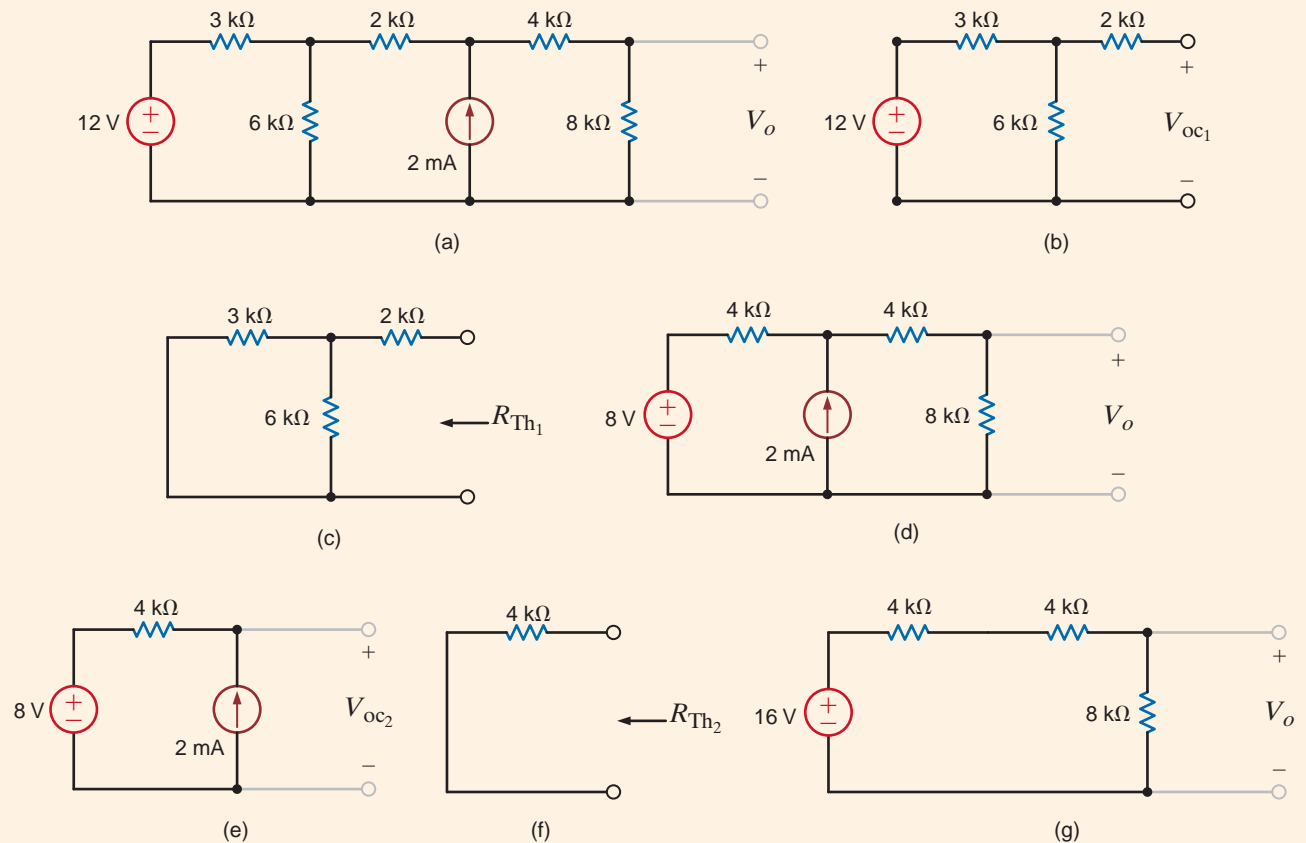 3 kΩ 2 kΩ 4 kΩ
12 V + − 6 kΩ 2 mA 8 kΩ + Vo −
(a)
3 kΩ 2 kΩ
12 V + − 6 kΩ + Voc1 −
(b)
3 kΩ 2 kΩ
6 kΩ RTh1
(c)
4 kΩ 4 kΩ
8 V + − 2 mA 8 kΩ + Vo −
(d)
4 kΩ
8 V + − 2 mA + Voc2 −
(e)
4 kΩ
RTh2
(f)
4 kΩ 4 kΩ
16 V + − 8 kΩ + Vo −
(g)